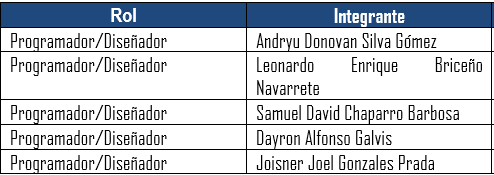 Rol Integrante
Programador/Diseñador Andryu Donovan Silva Gómez
Programador/Diseñador Leonardo Enrique Briceño
Navarrete
Programador/Diseñador Samuel David Chaparro Barbosa
Programador/Diseñador Dayron Alfonso Galvis
Programador/Diseñador Joisner Joel Gonzales Prada